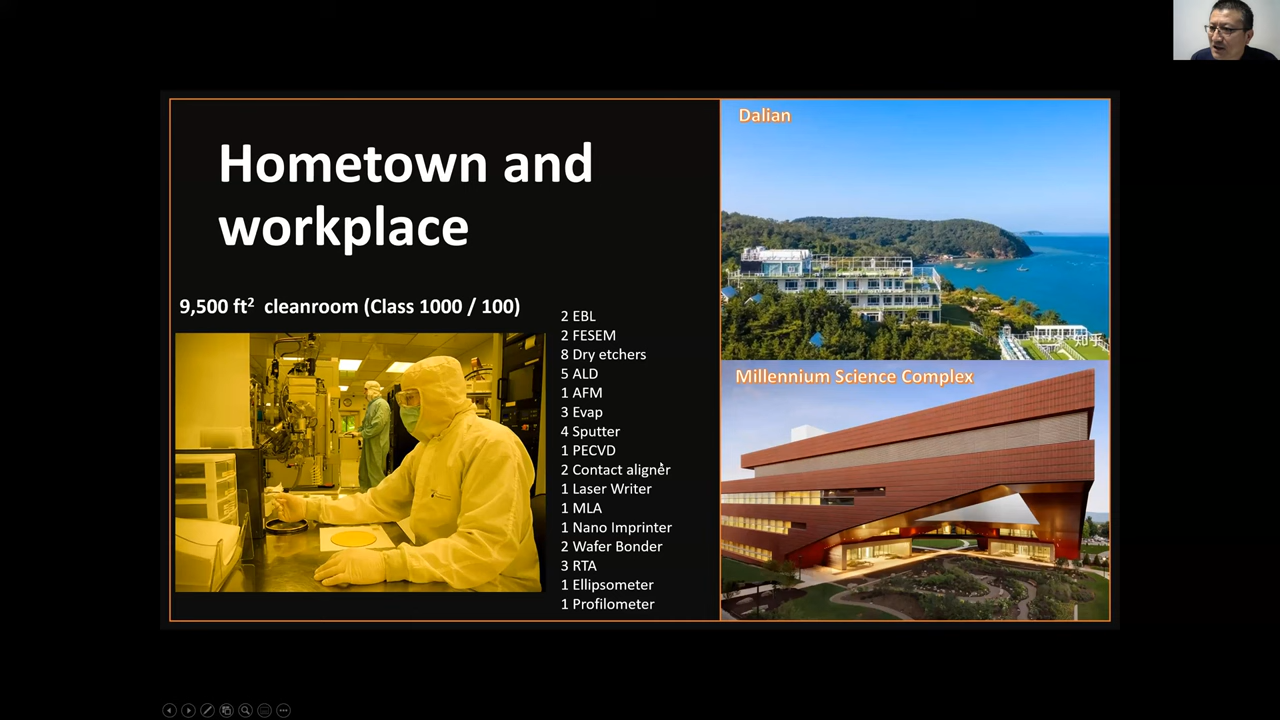 Hometown and
workplace
9,500 ft² cleanroom (Class 1000 / 100)
2 EBL
2 FESEM
8 Dry etchers
5 ALD
1 AFM
3 Evap
4 Sputter
1 PECVD
2 Contact aligner
1 Laser Writer
1 MLA
1 Nano Imprinter
2 Wafer Bonder
3 RTA
1 Ellipsometer
1 Profilometer
Dalian
知乎
Millennium Science Complex